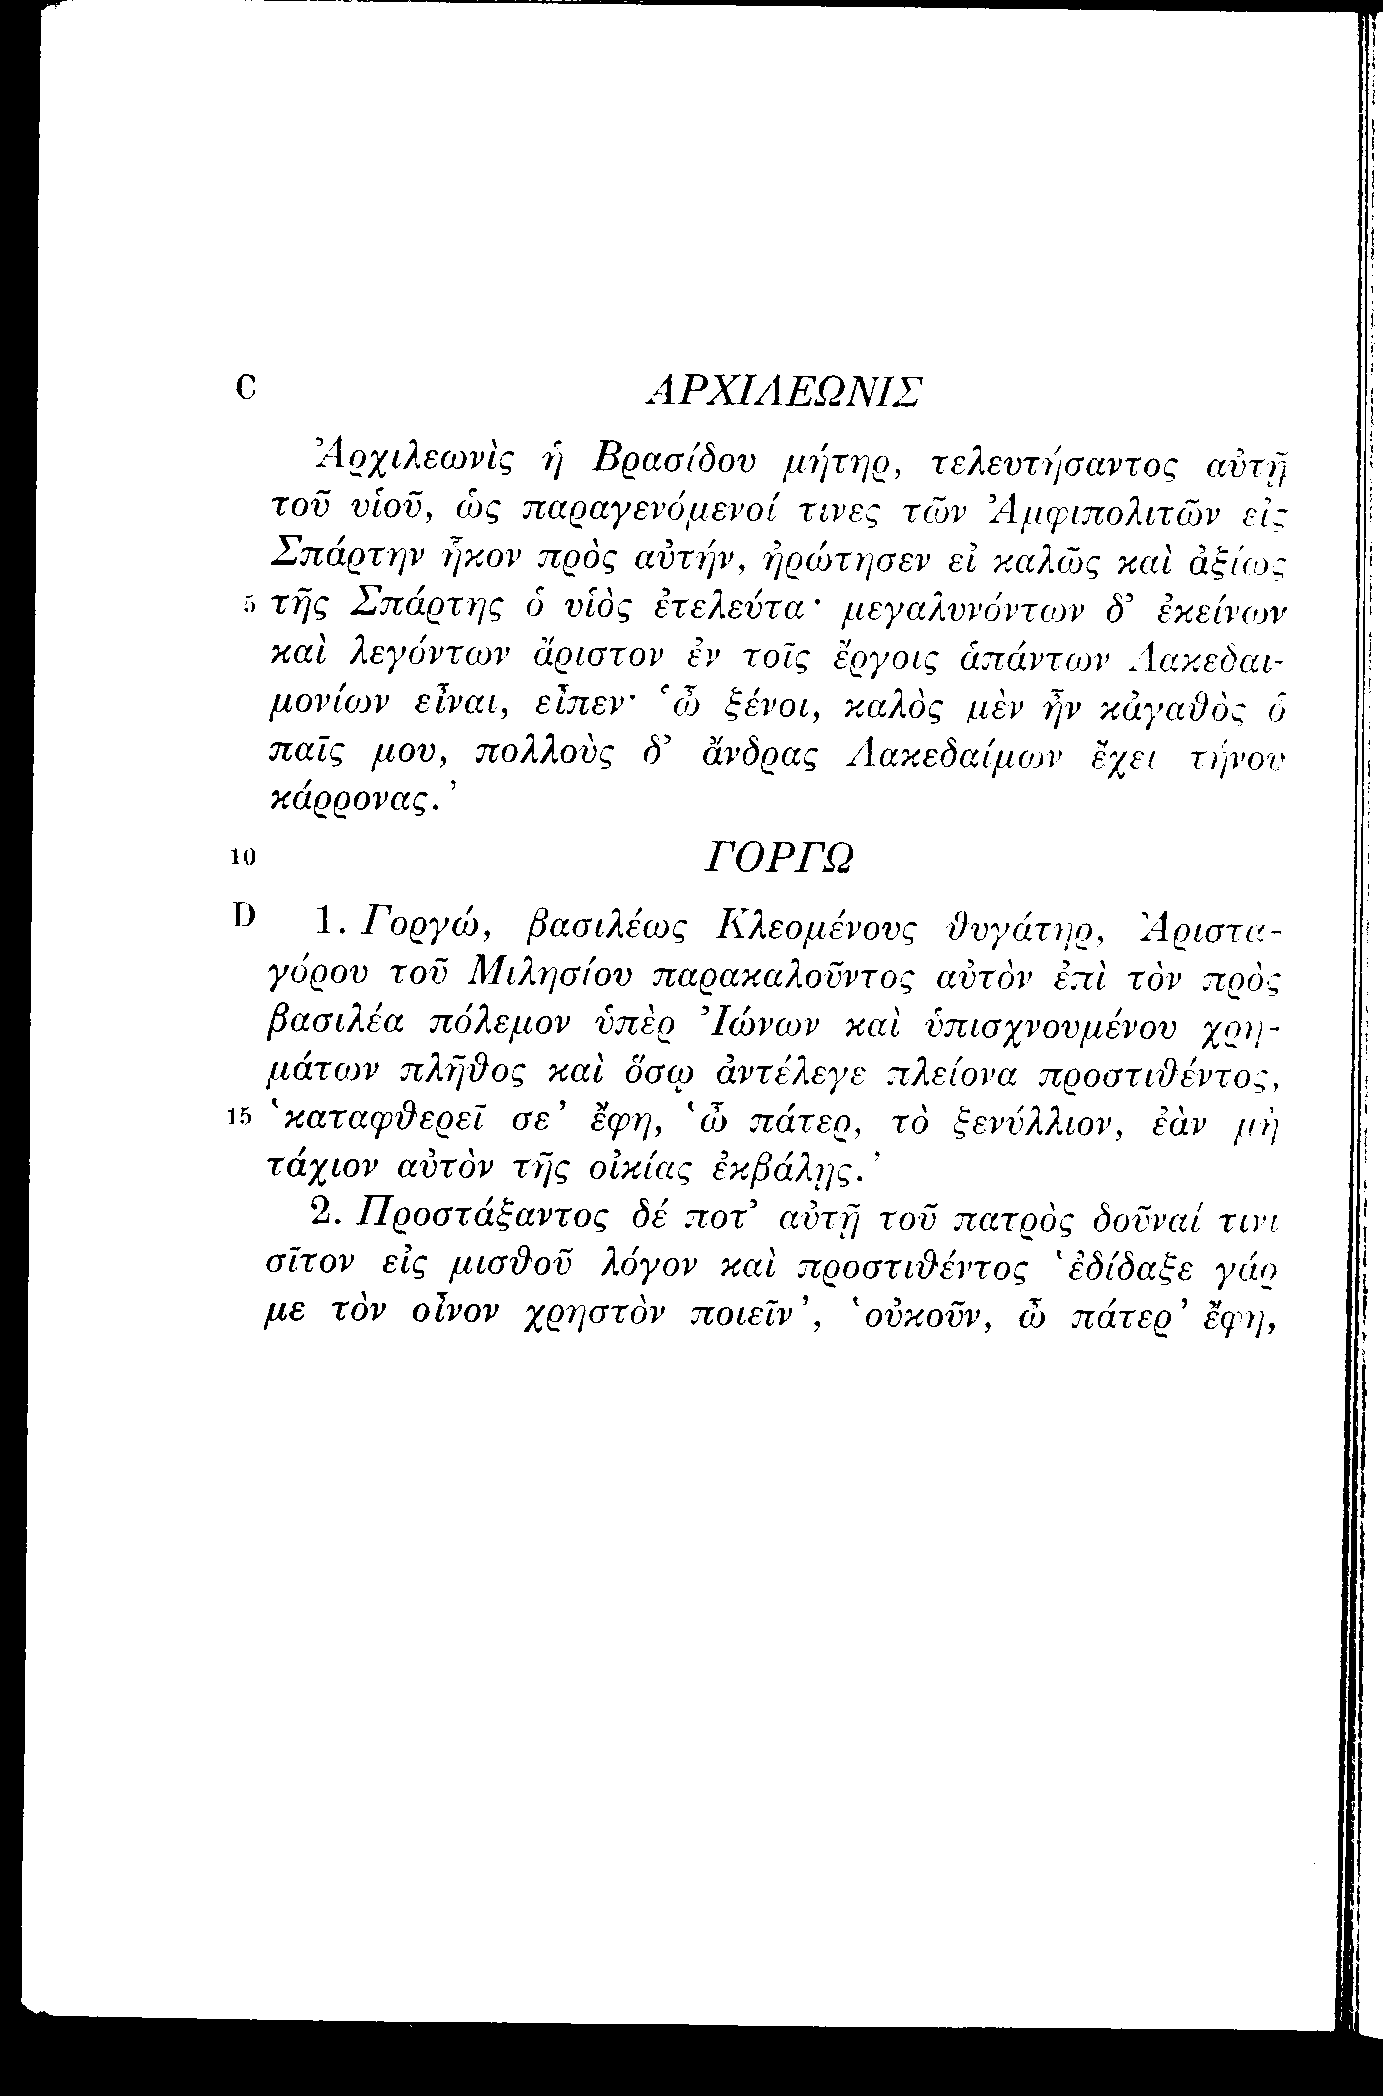 C ΑΡΧΙΛΕΩΝΙΣ
Ἀρχιλεωνὶς ἡ Βρασίδου μήτηρ, τελευτήσαντος αὐτῇ
τοῦ υἱοῦ, ὡς παραγενόμενοί τινες τῶν Ἀμφιπολιτῶν εἰς
Σπάρτην ἧκον πρὸς αὐτήν, ἠρώτησεν εἰ καλῶς καὶ ἀξίως
5 τῆς Σπάρτης ὁ υἱὸς ἐτελεύτα· μεγαλυνόντων δ’ ἐκείνων
καὶ λεγόντων ἄριστον ἐν τοῖς ἔργοις ἁπάντων Λακεδαι-
μονίων εἶναι, εἶπεν· ‘ὦ ξένοι, καλὸς μὲν ἦν κἀγαθὸς ὁ
παῖς μου, πολλοὺς δ’ ἄνδρας Λακεδαίμων ἔχει τήνου
κάρρονας.’
10 ΓΟΡΓΩ
D 1. Γοργώ, βασιλέως Κλεομένους θυγάτηρ, Ἀριστα-
γόρου τοῦ Μιλησίου παρακαλοῦντος αὐτὸν ἐπὶ τὸν πρὸς
βασιλέα πόλεμον ὑπὲρ Ἰώνων καὶ ὑπισχνουμένου χρη-
μάτων πλῆθος καὶ ὅσῳ ἀντέλεγε πλείονα προστιθέντος,
15 ‘καταφθερεῖ σε’ ἔφη, ‘ὦ πάτερ, τὸ ξενύλλιον, ἐὰν μὴ
τάχιον αὐτὸν τῆς οἰκίας ἐκβάλῃς.’
2. Προστάξαντος δέ ποτ’ αὐτῇ τοῦ πατρὸς δοῦναί τινι
σῖτον εἰς μισθοῦ λόγον καὶ προστιθέντος ‘ἐδίδαξε γάρ
με τὸν οἶνον χρηστὸν ποιεῖν’, ‘οὐκοῦν, ὦ πάτερ’ ἔφη,